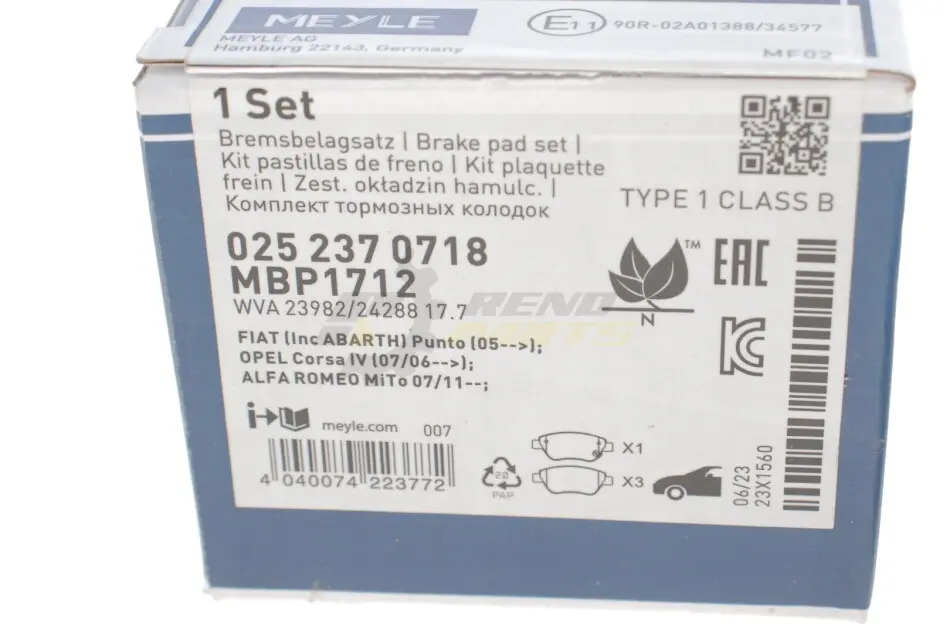 MEYLE
MEYLE AG
Hamburg 22143, Germany
E11 90R-02A01388/34577
MF02
1 Set
Bremsbelagsatz | Brake pad set |
Kit pastillas de freno | Kit plaquette
frein | Zest. okładzin hamulc. |
Комплект тормозных колодок
TYPE 1 CLASS B
025 237 0718
MBP1712
WVA 23982/24288 17.7
TM
N
EAC
REND
PARTS
FIAT (Inc ABARTH) Punto (05-->);
OPEL Corsa IV (07/06-->);
ALFA ROMEO MiTo 07/11--;
i
meyle.com 007
4 040074 223772
20
PAP
X1
X3
06/23
23X1560